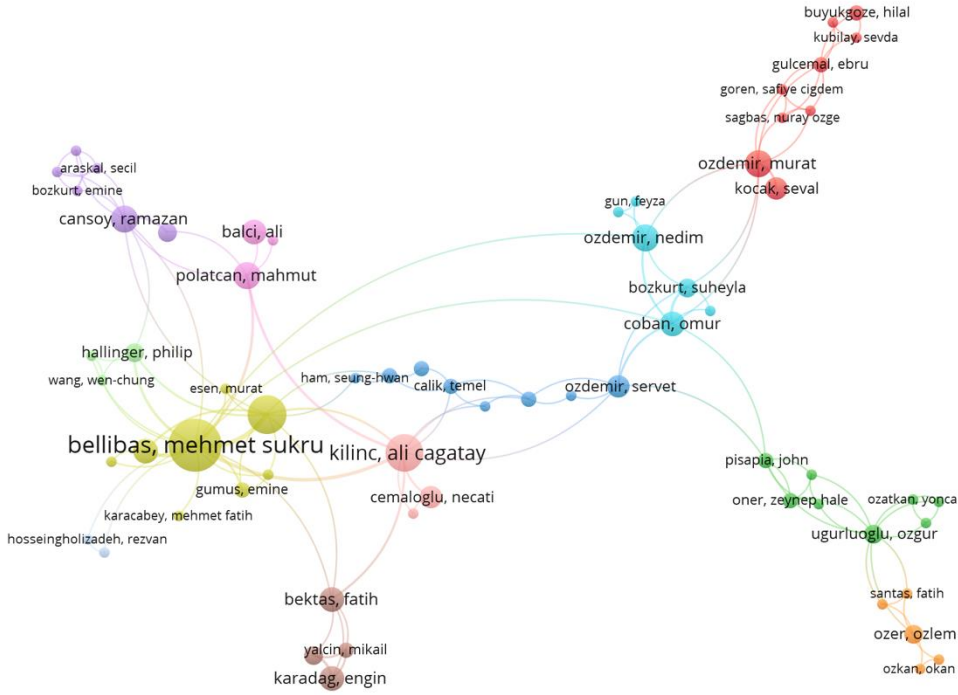 buyukgoze, hilal
kubilay, sevda
gulcemal, ebru
goren, safiye cigdem
sagbas, nuray ozge
ozdemir, murat
kocak, seval
araskal, secil
bozkurt, emine
cansoy, ramazan
balci, ali
polatcan, mahmut
gun, feyza
ozdemir, nedim
bozkurt, suheyla
coban, omur
hallinger, philip
wang, wen-chung
esen, murat
ham, seung-hwan
calik, temel
ozdemir, servet
bellibas, mehmet sukru
kilinc, ali cagatay
gumus, emine
cemaloglu, necati
karacabey, mehmet fatih
hosseingholizadeh, rezvan
pisapia, john
oner, zeynep hale
ozatkan, yonca
ugurluoglu, ozgur
santas, fatih
ozer, ozlem
ozkan, okan
bektas, fatih
yalcin, mikail
karadag, engin